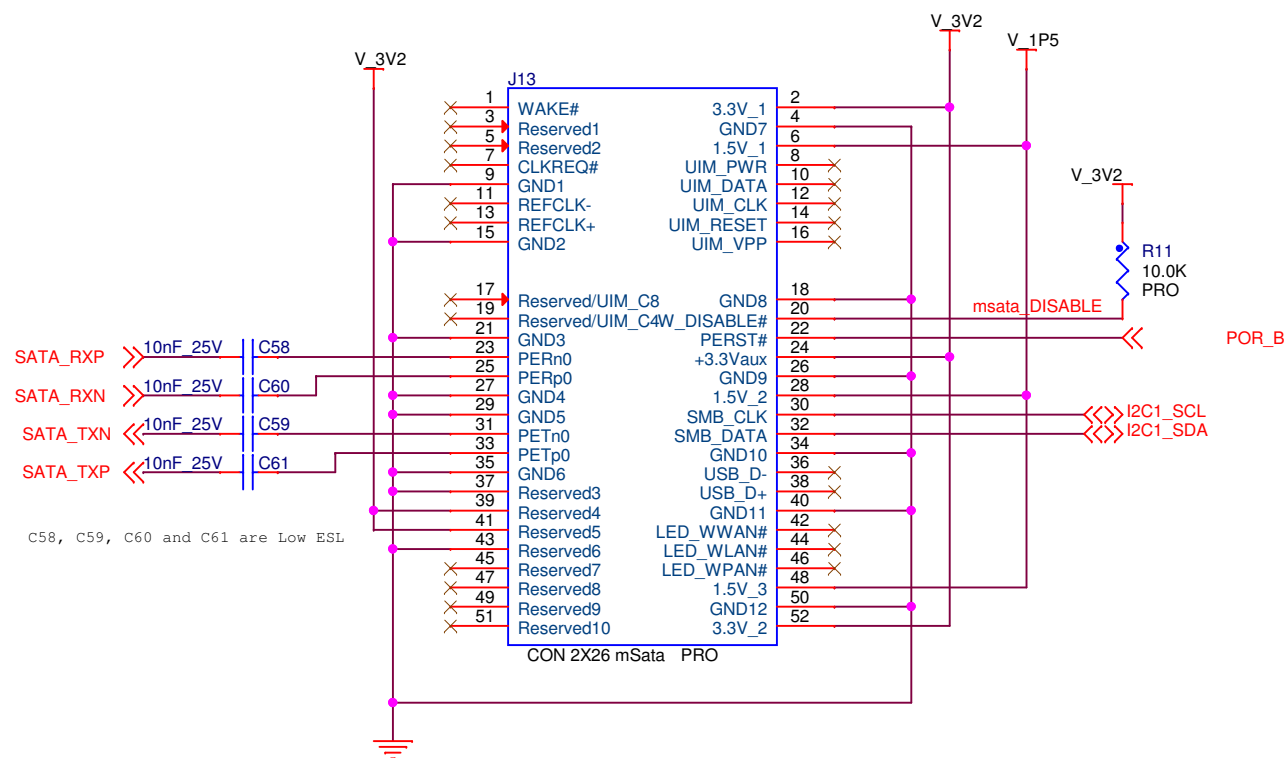 V_3V2
V_1P5
V_3V2
J13
1 WAKE# 3.3V_1 2
3 Reserved1 GND7 4
5 Reserved2 1.5V_1 6
7 CLKREQ# UIM_PWR 8
9 GND1 UIM_DATA 10
11 REFCLK- UIM_CLK 12
13 REFCLK+ UIM_RESET 14
15 GND2 UIM_VPP 16
V_3V2
R11
10.0K
PRO
17 Reserved/UIM_C8 GND8 18
19 Reserved/UIM_C4 W_DISABLE# 20 msata_DISABLE
21 GND3 PERST# 22 POR_B
SATA_RXP 10nF_25V C58 23 PERn0 +3.3Vaux 24
SATA_RXN 10nF_25V C60 25 PERp0 GND9 26
27 GND4 1.5V_2 28
29 GND5 SMB_CLK 30 I2C1_SCL
SATA_TXN 10nF_25V C59 31 PETn0 SMB_DATA 32 I2C1_SDA
33 PETp0 GND10 34
SATA_TXP 10nF_25V C61 35 GND6 USB_D- 36
37 Reserved3 USB_D+ 38
39 Reserved4 GND11 40
41 Reserved5 LED_WWAN# 42
C58, C59, C60 and C61 are Low ESL
43 Reserved6 LED_WLAN# 44
45 Reserved7 LED_WPAN# 46
47 Reserved8 1.5V_3 48
49 Reserved9 GND12 50
51 Reserved10 3.3V_2 52
CON 2X26 mSata PRO